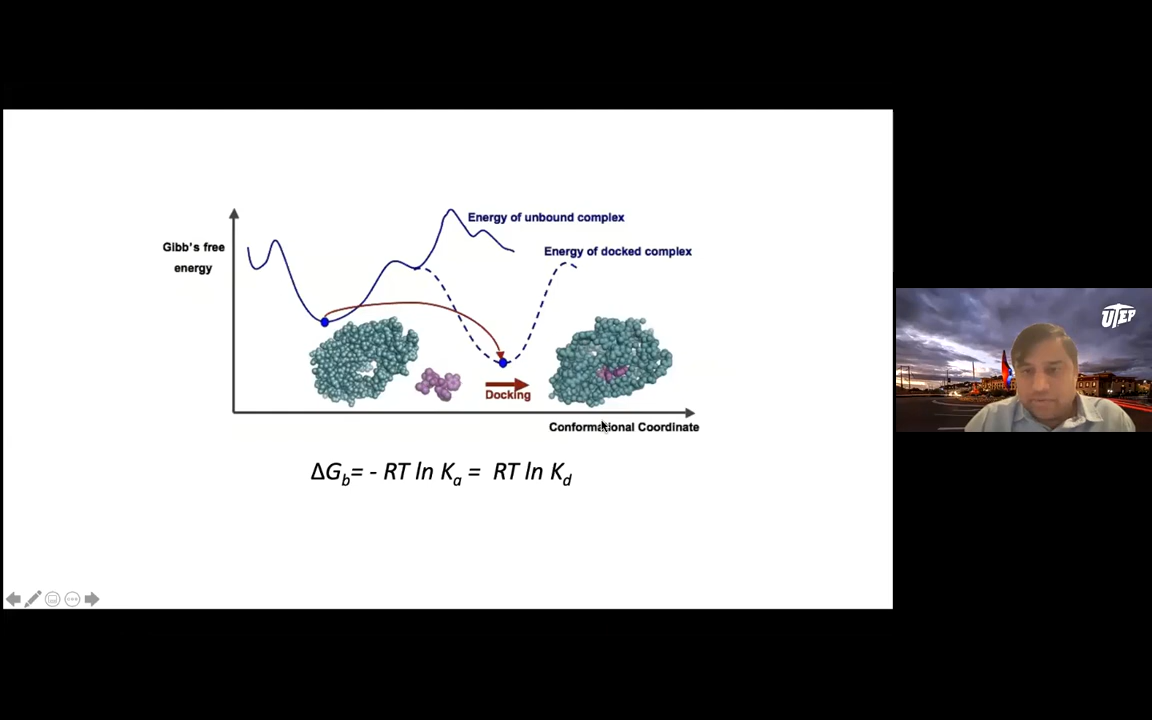 Energy of unbound complex
Gibb's free
energy
Energy of docked complex
Docking
Conformational Coordinate
ΔG_b= - RT ln K_a = RT ln K_d
UTEP